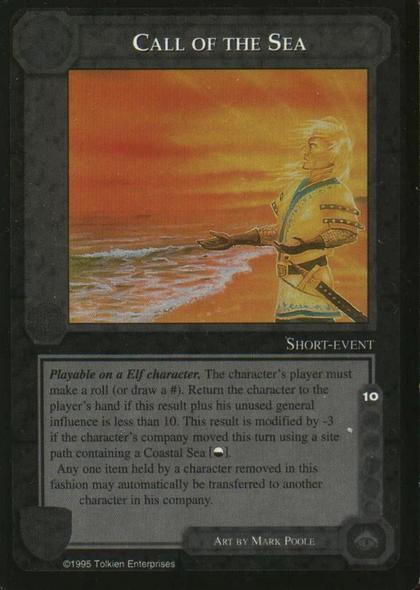 CALL OF THE SEA
SHORT-EVENT
Playable on a Elf character. The character's player must
make a roll (or draw a #). Return the character to the
player's hand if this result plus his unused general
influence is less than 10. This result is modified by -3
if the character's company moved this turn using a site
path containing a Coastal Sea [].
Any one item held by a character removed in this
fashion may automatically be transferred to another
character in his company.
10
ART BY MARK POOLE
©1995 Tolkien Enterprises